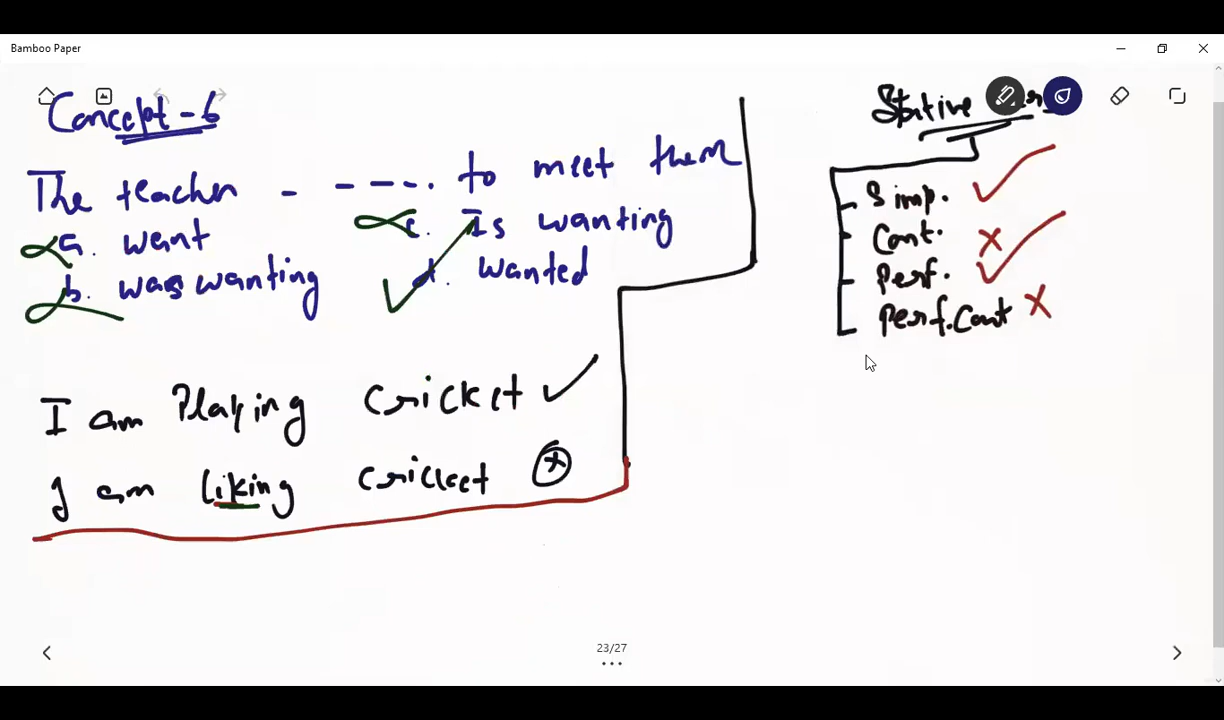 Bamboo Paper
Concept - 6
The teacher - - - - - . to meet them
a. want
c. Is wanting
b. was wanting
d. wanted
I am Playing cricket
I am liking cricket
Stative
Simp.
Cont.
Perf.
Perf. Cont
23/27